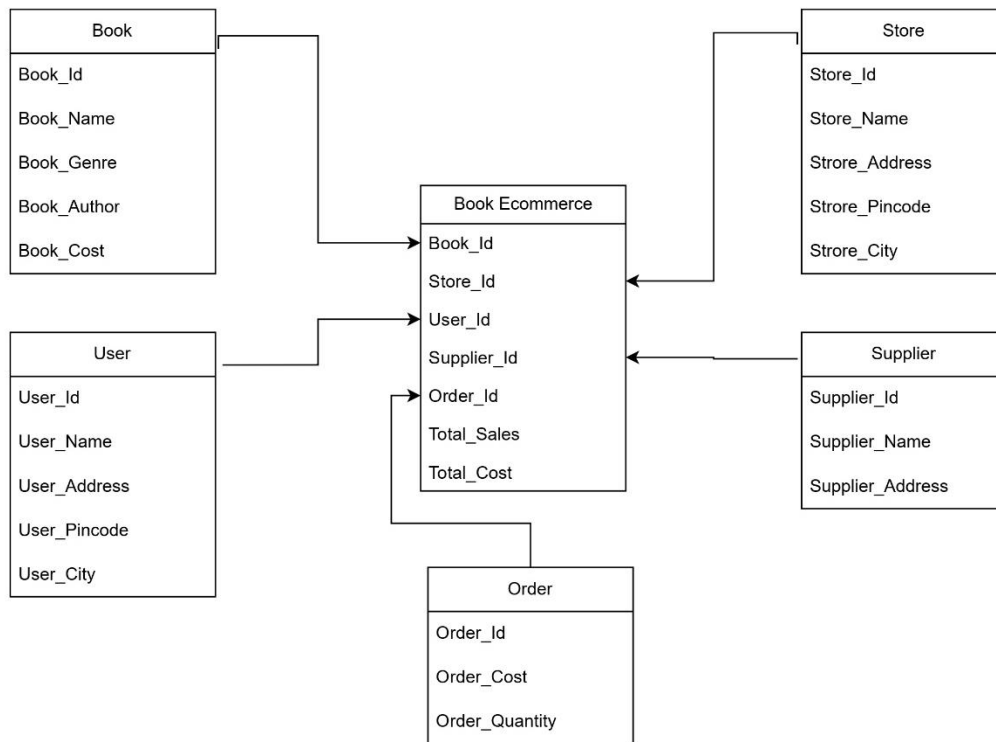 Book
Book_Id
Book_Name
Book_Genre
Book_Author
Book_Cost
Store
Store_Id
Store_Name
Strore_Address
Strore_Pincode
Strore_City
Book Ecommerce
Book_Id
Store_Id
User_Id
Supplier_Id
Order_Id
Total_Sales
Total_Cost
User
User_Id
User_Name
User_Address
User_Pincode
User_City
Supplier
Supplier_Id
Supplier_Name
Supplier_Address
Order
Order_Id
Order_Cost
Order_Quantity